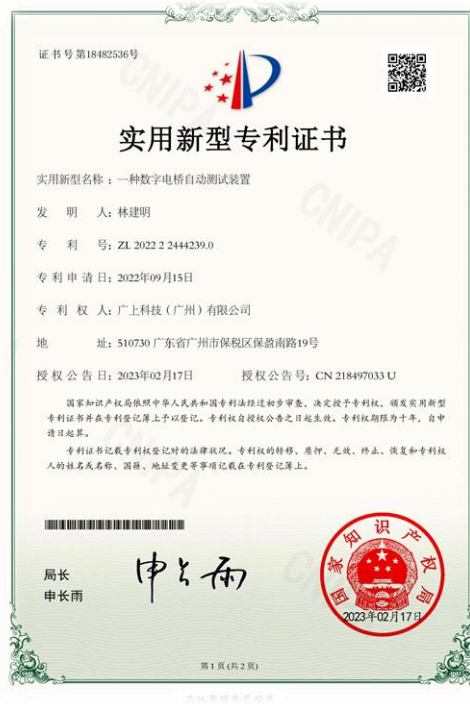 证书号第18482536号
实用新型专利证书
实用新型名称：一种数字电桥自动测试装置
发 明 人：林建明
专 利 号：ZL 2022 2 2444239.0
专利申请日：2022年09月15日
专 利 权 人：广上科技（广州）有限公司
地 址：510730 广东省广州市保税区保盈南路19号
授权公告日：2023年02月17日 授权公告号：CN 218497033 U
国家知识产权局依照中华人民共和国专利法经过初步审查，决定授予专利权，颁发实用新型
专利证书并在专利登记簿上予以登记。专利权自授权公告之日起生效。专利权期限为十年，自申
请日起算。
专利证书记载专利权登记时的法律状况。专利权的转移、质押、无效、终止、恢复和专利权
人的姓名或名称、国籍、地址变更等事项记载在专利登记簿上。
局长
申长雨
申长雨
国家知识产权局
2023年02月17日
第1页(共2页)
CNIPA
CNIPA
CNIPA